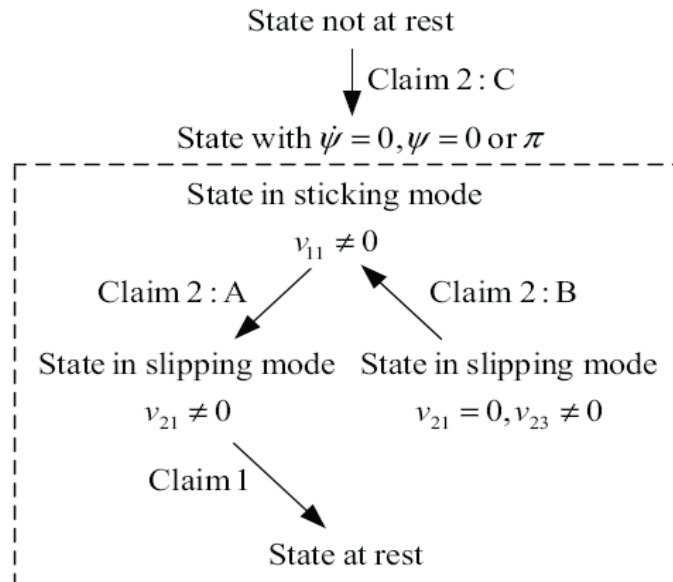 State not at rest
Claim 2 : C
State with ψ̇ = 0, ψ = 0 or π
State in sticking mode
v₁₁ ≠ 0
Claim 2 : A Claim 2 : B
State in slipping mode State in slipping mode
v₂₁ ≠ 0 v₂₁ = 0, v₂₃ ≠ 0
Claim 1
State at rest